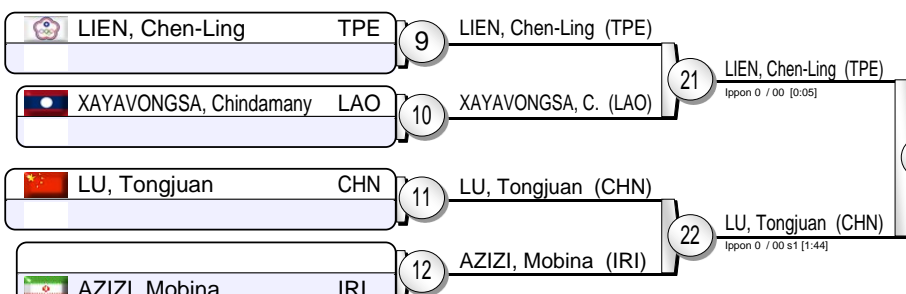 LIEN, Chen-Ling TPE
9
LIEN, Chen-Ling (TPE)
21
LIEN, Chen-Ling (TPE)
Ippon 0 / 00 [0:05]
XAYAVONGSA, Chindamany LAO
10
XAYAVONGSA, C. (LAO)
LU, Tongjuan CHN
11
LU, Tongjuan (CHN)
22
LU, Tongjuan (CHN)
Ippon 0 / 00 s1 [1:44]
12
AZIZI, Mobina (IRI)
AZIZI, Mobina IRI